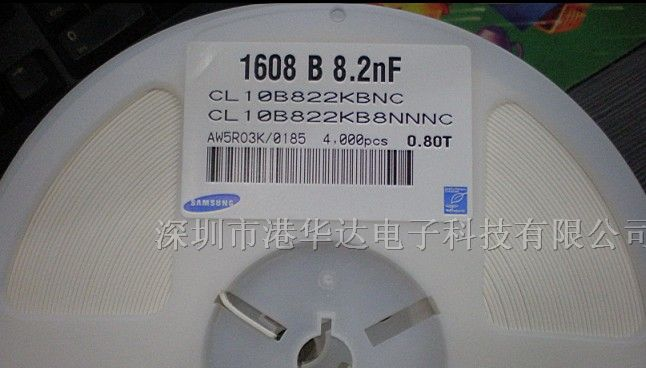 1608 B 8.2nF
CL10B822KBNC
CL10B822KB8NNNC
AW5R03K/0185 4,000pcs 0.80T
SAMSUNG
深圳市港华达电子科技有限公司